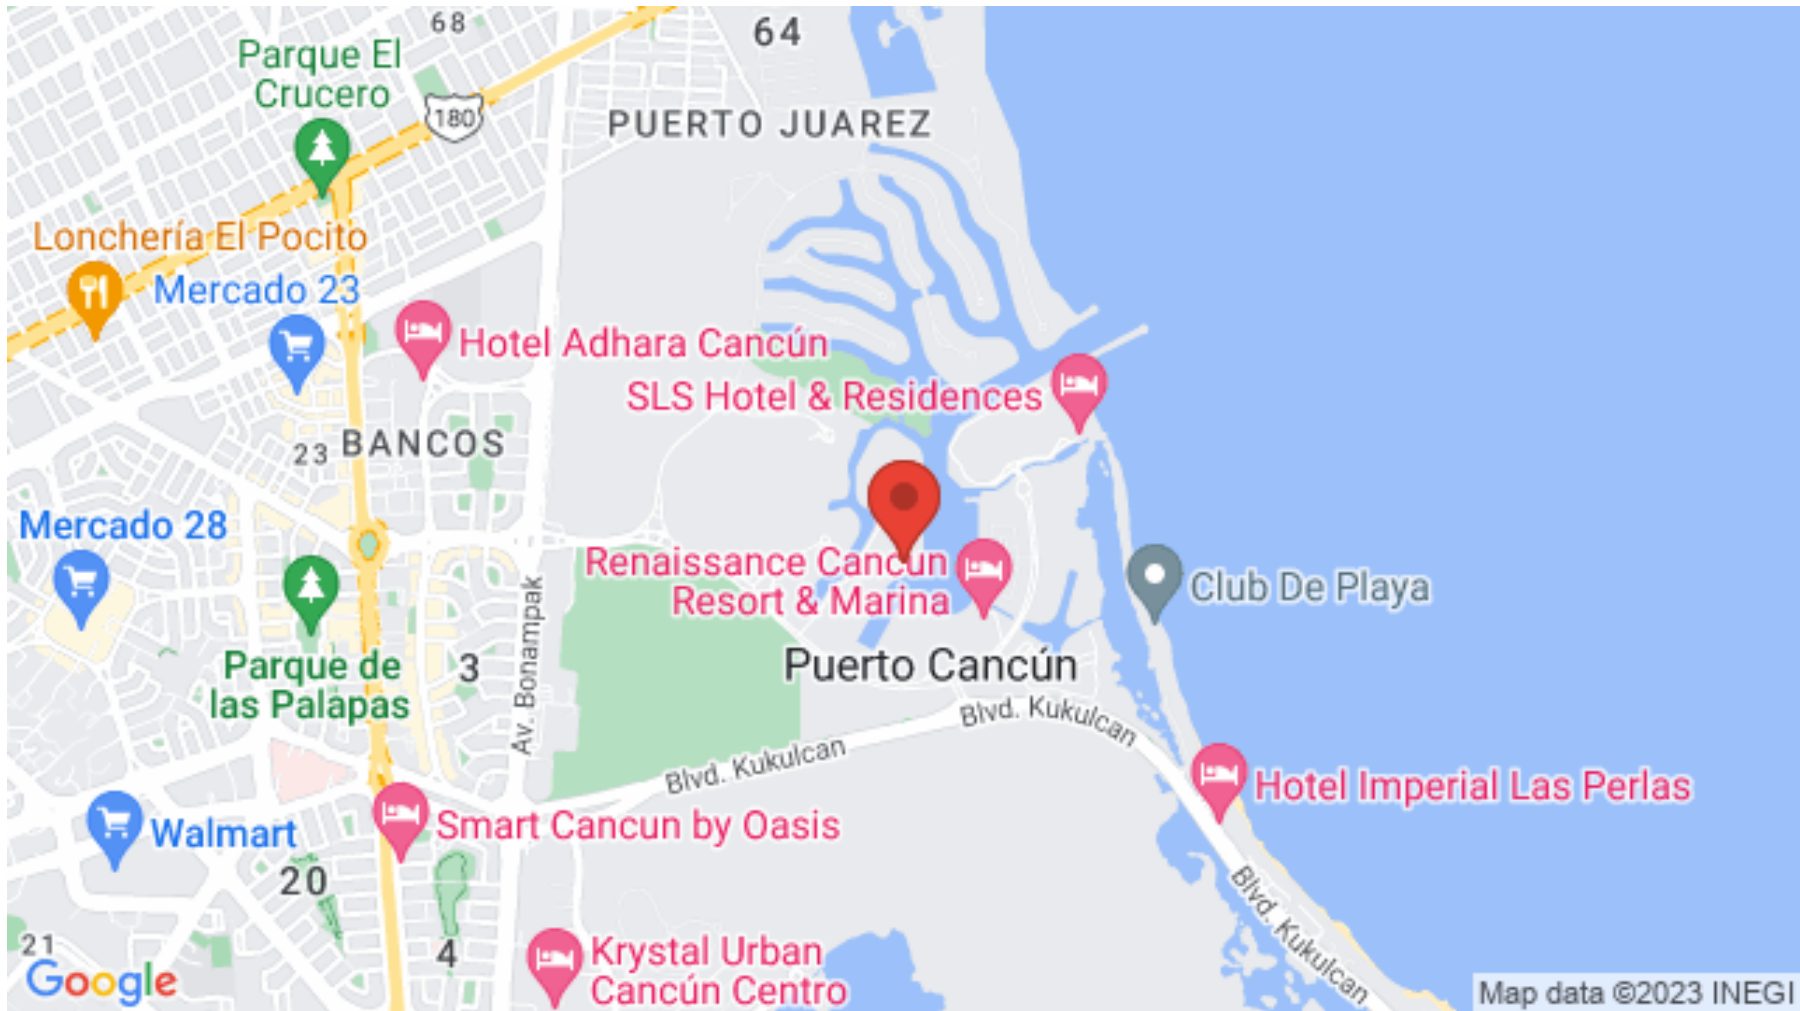 68
64
Parque El
Crucero
180
PUERTO JUAREZ
Lonchería El Pocito
Mercado 23
Hotel Adhara Cancún
SLS Hotel & Residences
23
BANCOS
Mercado 28
Renaissance Cancun
Resort & Marina
Club De Playa
Av. Bonampak
Parque de
las Palapas
3
Puerto Cancún
Blvd. Kukulcan
Blvd. Kukulcan
Hotel Imperial Las Perlas
Walmart
Smart Cancun by Oasis
20
Blvd. Kukulcan
21
4
Krystal Urban
Cancún Centro
Google
Map data ©2023 INEGI